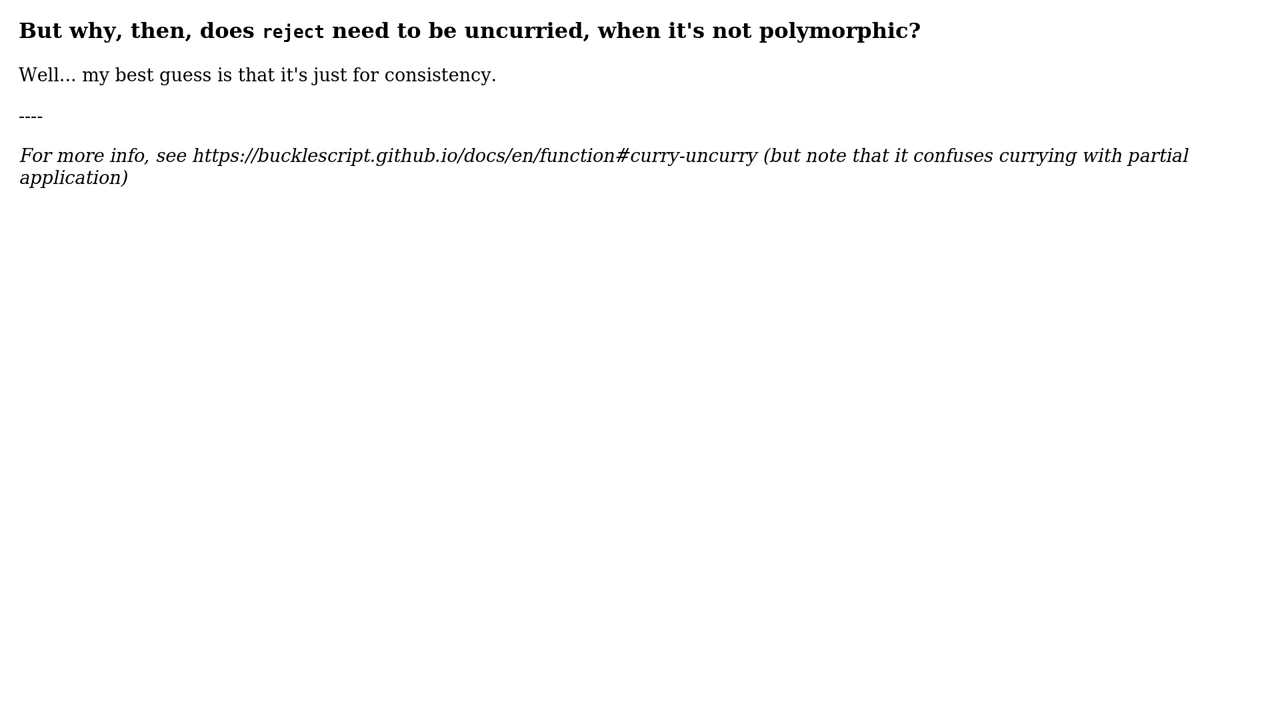 But why, then, does reject need to be uncurried, when it's not polymorphic?
Well... my best guess is that it's just for consistency.
----
For more info, see https://bucklescript.github.io/docs/en/function#curry-uncurry (but note that it confuses currying with partial
application)